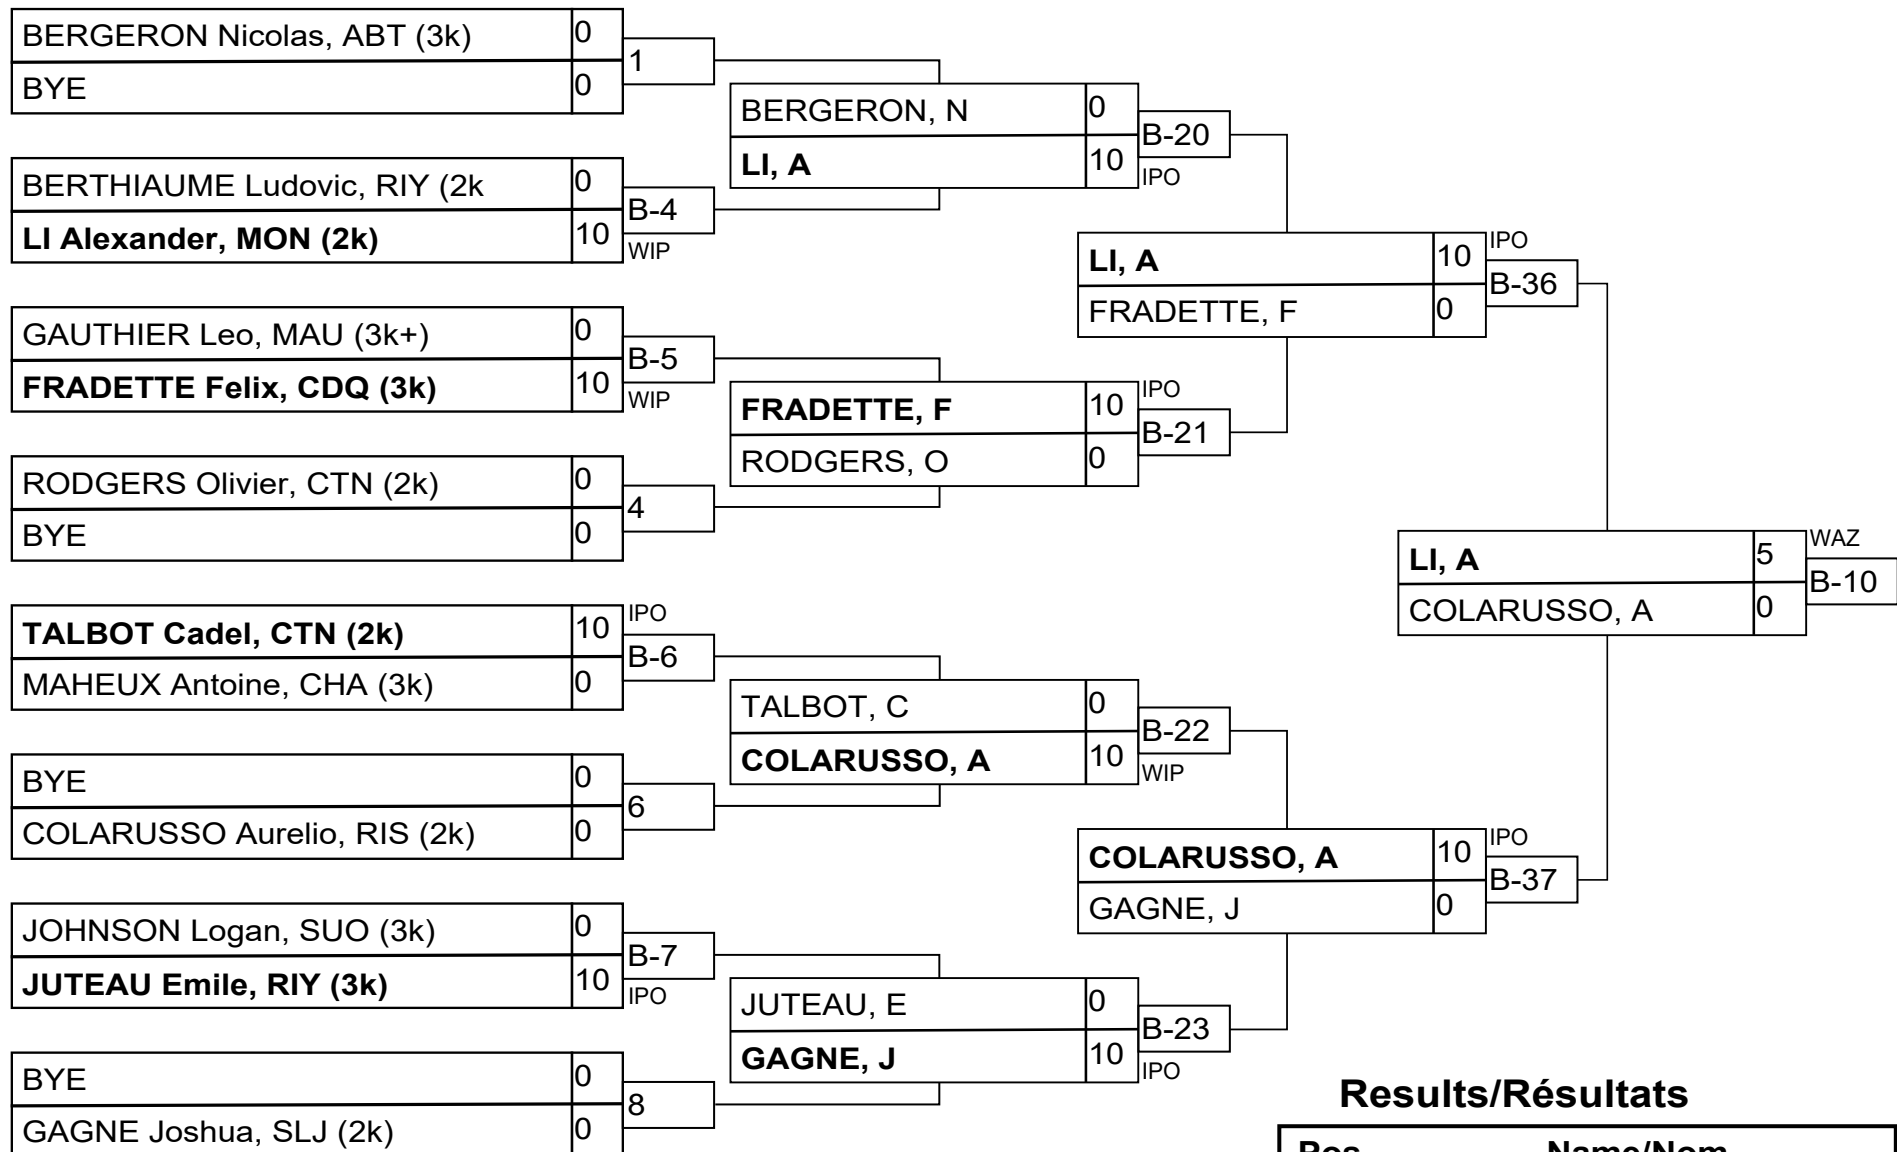 BERGERON Nicolas, ABT (3k) 0
1
BYE 0
BERTHIAUME Ludovic, RIY (2k 0
B-4
LI Alexander, MON (2k) 10
WIP
GAUTHIER Leo, MAU (3k+) 0
B-5
FRADETTE Felix, CDQ (3k) 10
WIP
RODGERS Olivier, CTN (2k) 0
4
BYE 0
TALBOT Cadel, CTN (2k) 10 IPO
B-6
MAHEUX Antoine, CHA (3k) 0
BYE 0
6
COLARUSSO Aurelio, RIS (2k) 0
JOHNSON Logan, SUO (3k) 0
B-7
JUTEAU Emile, RIY (3k) 10
IPO
BYE 0
8
GAGNE Joshua, SLJ (2k) 0
BERGERON, N 0
B-20
LI, A 10
IPO
FRADETTE, F 10 IPO
B-21
RODGERS, O 0
TALBOT, C 0
B-22
COLARUSSO, A 10
WIP
JUTEAU, E 0
B-23
GAGNE, J 10
IPO
LI, A 10 IPO
B-36
FRADETTE, F 0
COLARUSSO, A 10 IPO
B-37
GAGNE, J 0
LI, A 5 WAZ
B-10
COLARUSSO, A 0
Results/Résultats
Pos Name/Nom